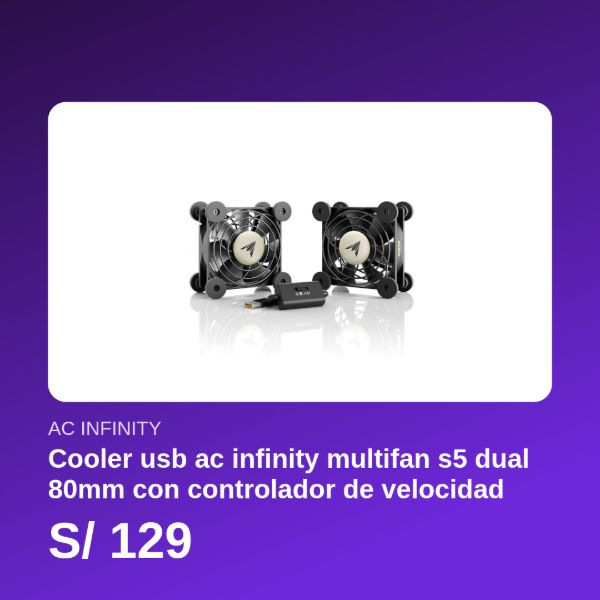 AC INFINITY
Cooler usb ac infinity multifan s5 dual
80mm con controlador de velocidad
S/ 129